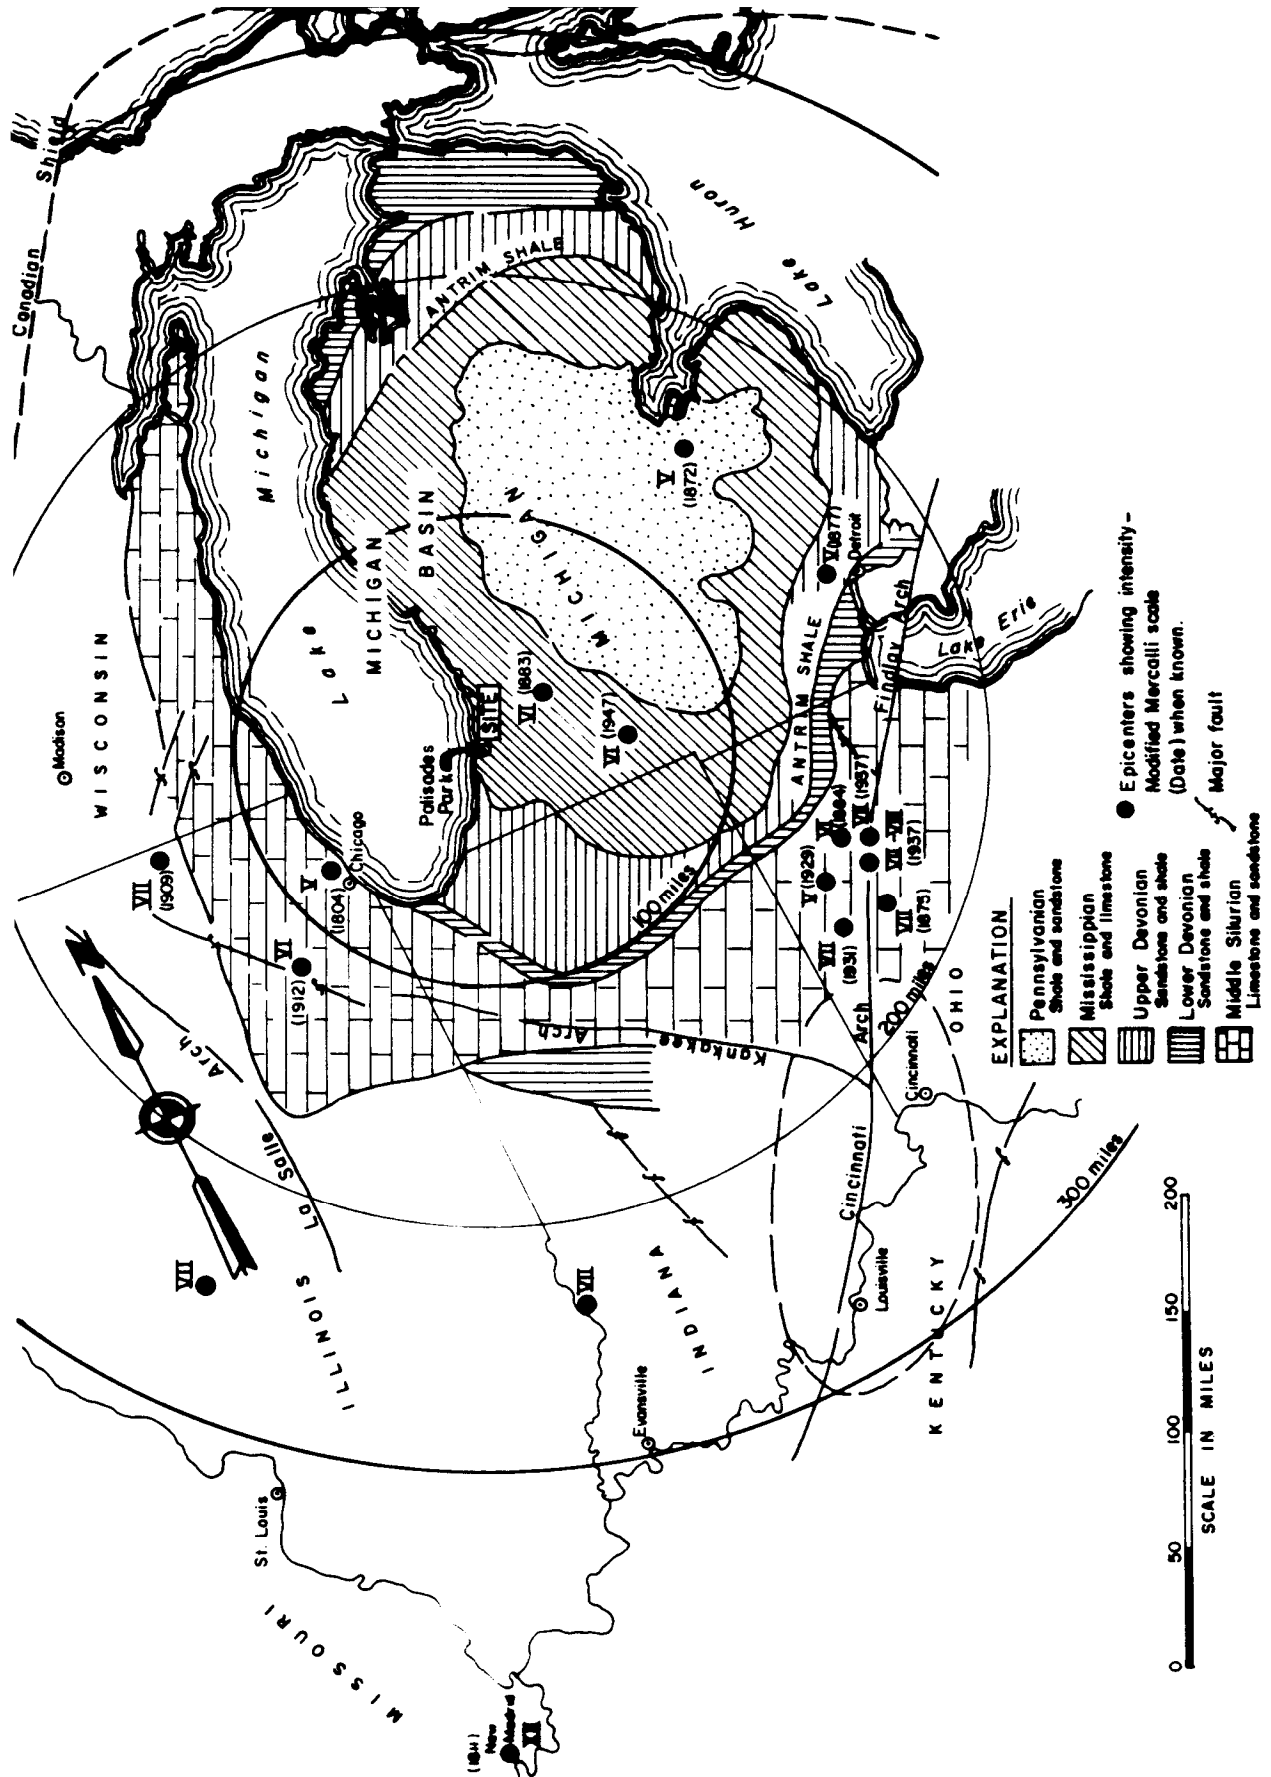 Canadian
Shield
WISCONSIN
Madison
Lake
Michigan
MICHIGAN
BASIN
MICHIGAN
ANTRIM SHALE
Lake
Huron
V
(1872)
V
(1877)
Detroit
Palisades
Park
SITE
VI
(1883)
VI
(1947)
ANTRIM SHALE
Findlay Arch
Lake Erie
VII
(1909)
V
(1804)
Chicago
VI
(1912)
100 miles
V
(1929)
VI
(1884)
VII
(1931)
VII
(1875)
VII-VIII
(1937)
200 miles
OHIO
Kankakee Arch
Cincinnati Arch
Cincinnati
La Salle Arch
N
VII
ILLINOIS
VII
INDIANA
Louisville
KENTUCKY
300 miles
Evansville
St. Louis
MISSOURI
(1811)
New
Madrid
XII
EXPLANATION
Pennsylvanian
Shale and sandstone
Mississippian
Shale and limestone
Upper Devonian
Sandstone and shale
Lower Devonian
Sandstone and shale
Middle Silurian
Limestone and sandstone
Epicenters showing intensity-
Modified Mercalli scale
(Date) when known.
Major fault
0 50 100 150 200
SCALE IN MILES